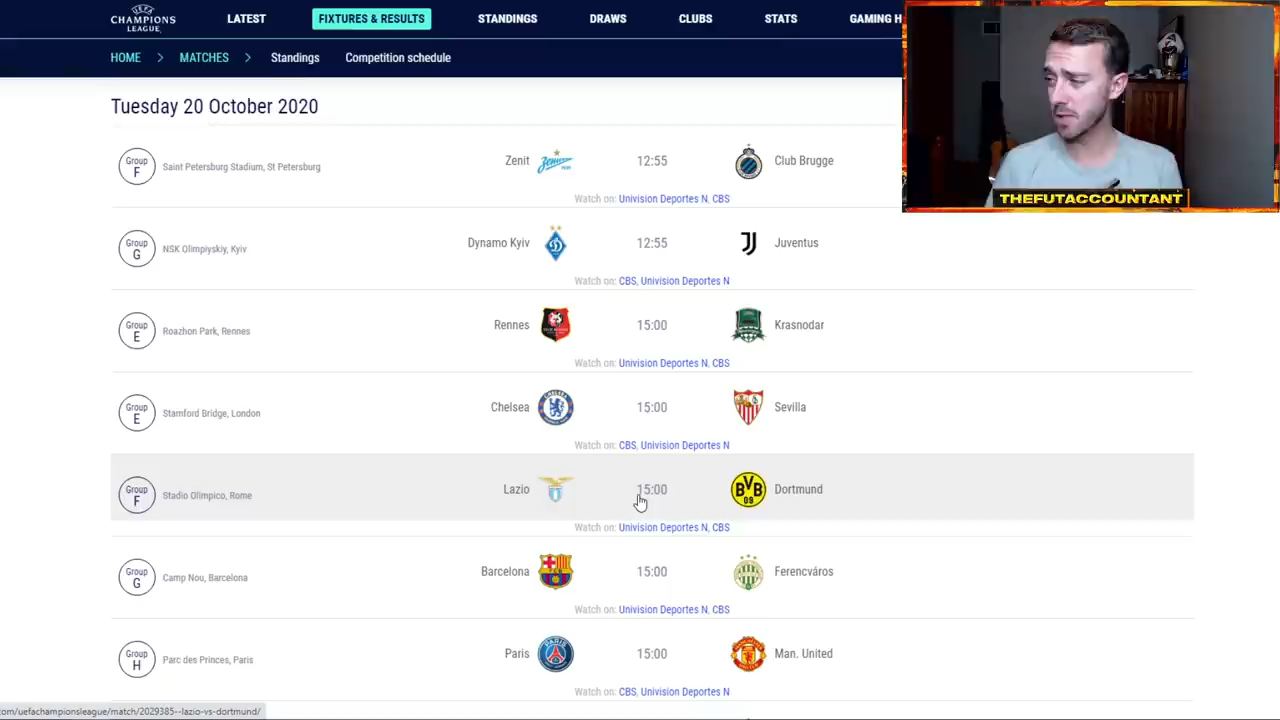 UEFA
CHAMPIONS
LEAGUE
LATEST
FIXTURES & RESULTS
STANDINGS
DRAWS
CLUBS
STATS
GAMING H
HOME > MATCHES > Standings Competition schedule
THEFUTACCOUNTANT
Tuesday 20 October 2020
Group
F
Saint Petersburg Stadium, St Petersburg
Zenit 12:55 Club Brugge
Watch on: Univision Deportes N, CBS
Group
G
NSK Olimpiyskiy, Kyiv
Dynamo Kyiv 12:55 Juventus
Watch on: CBS, Univision Deportes N
Group
E
Roazhon Park, Rennes
Rennes 15:00 Krasnodar
Watch on: Univision Deportes N, CBS
Group
E
Stamford Bridge, London
Chelsea 15:00 Sevilla
Watch on: CBS, Univision Deportes N
Group
F
Stadio Olimpico, Rome
Lazio 15:00 BVB 09 Dortmund
Watch on: Univision Deportes N, CBS
Group
G
Camp Nou, Barcelona
Barcelona 15:00 Ferencváros
Watch on: Univision Deportes N, CBS
Group
H
Parc des Princes, Paris
Paris 15:00 Man. United
Watch on: CBS, Univision Deportes N
com/uefachampionsleague/match/2029385--lazio-vs-dortmund/